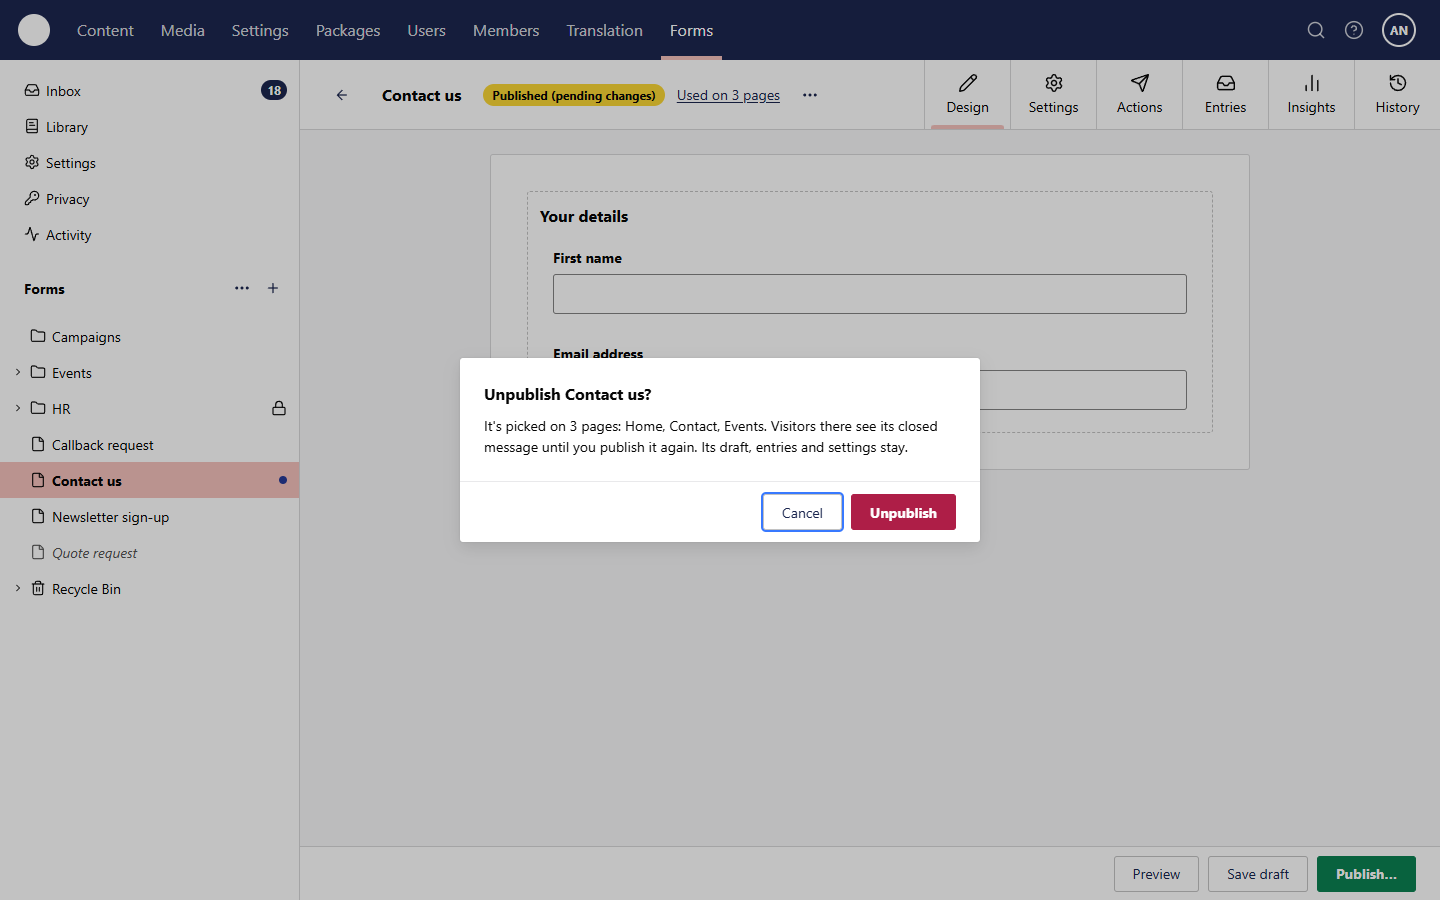 Content Media Settings Packages Users Members Translation Forms AN
Inbox 18
Library
Settings
Privacy
Activity
Forms
Campaigns
Events
HR
Callback request
Contact us
Newsletter sign-up
Quote request
Recycle Bin
Contact us Published (pending changes) Used on 3 pages
Design Settings Actions Entries Insights History
Your details
First name
Email address
Unpublish Contact us?
It's picked on 3 pages: Home, Contact, Events. Visitors there see its closed
message until you publish it again. Its draft, entries and settings stay.
Cancel Unpublish
Preview Save draft Publish...